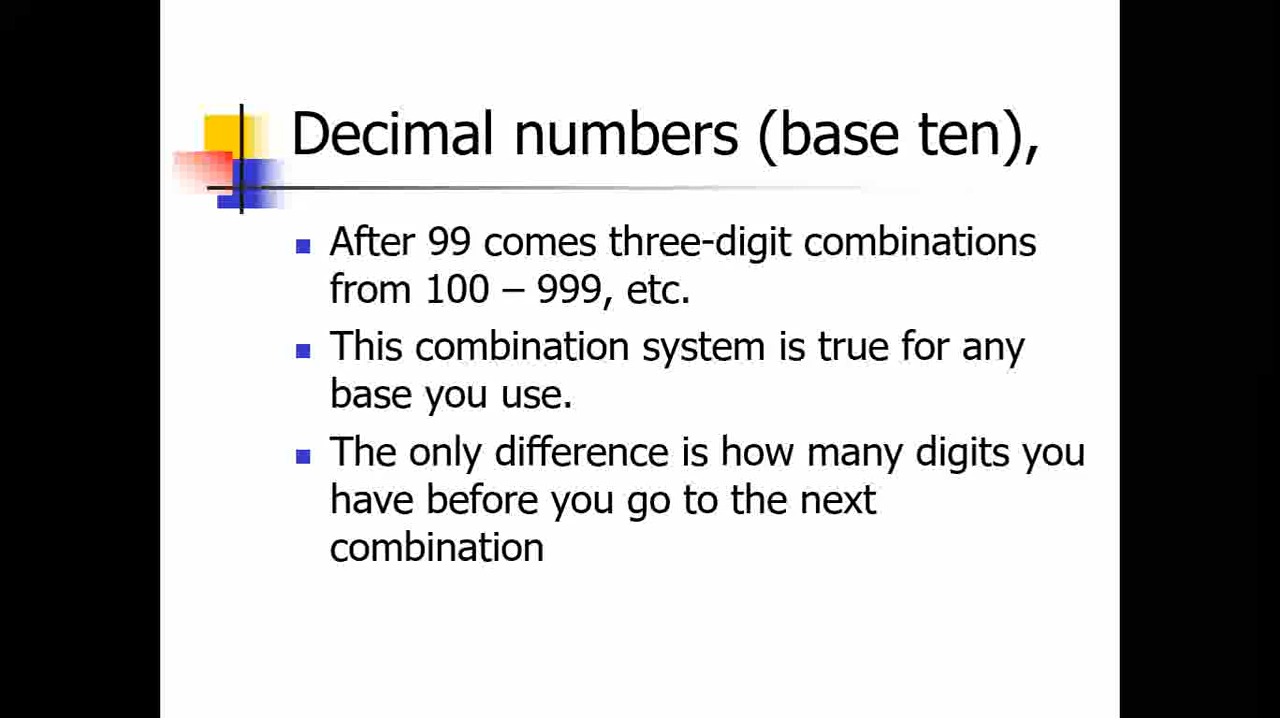 Decimal numbers (base ten),
After 99 comes three-digit combinations
from 100 – 999, etc.
This combination system is true for any
base you use.
The only difference is how many digits you
have before you go to the next
combination